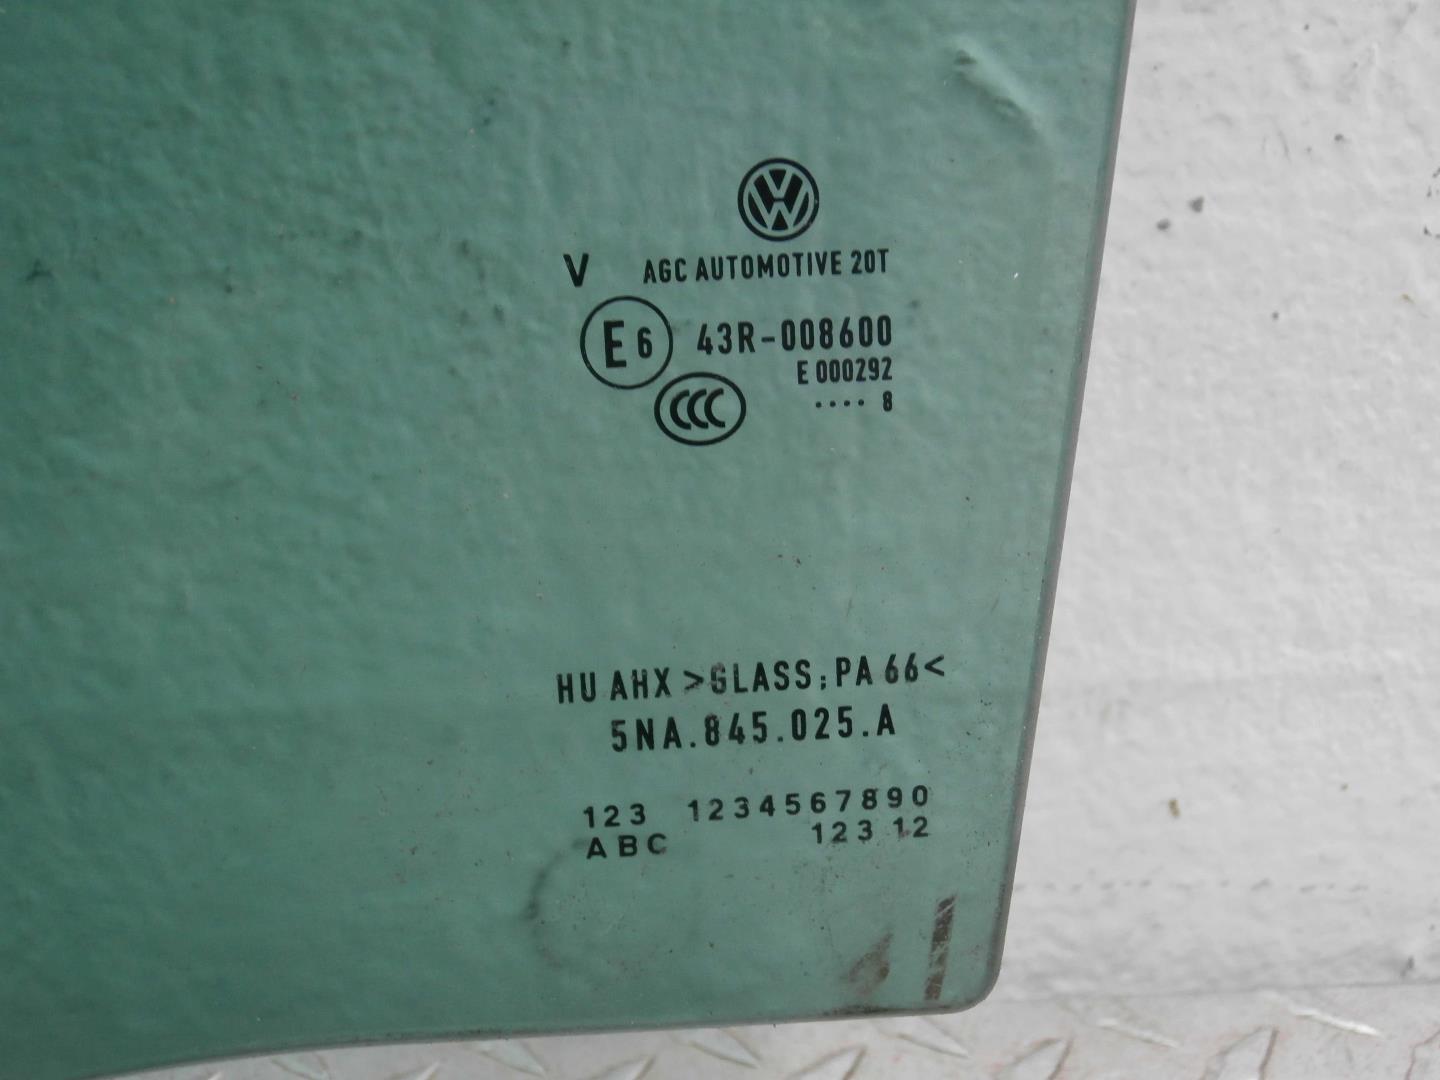 VW
V AGC AUTOMOTIVE 20T
E6 43R-008600
E 000292
CCC .... 8
HU AHX >GLASS;PA 66<
5NA.845.025.A
123 1234567890
ABC 123 12